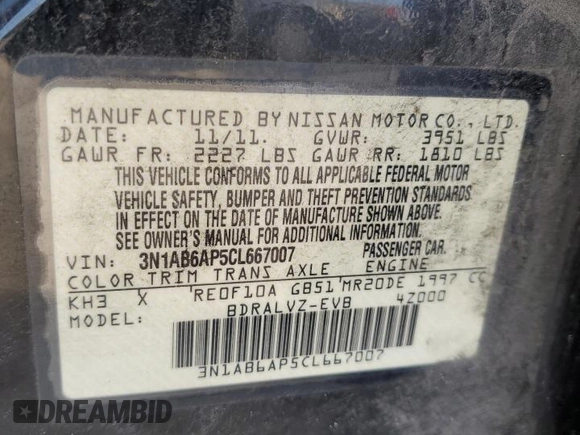 MANUFACTURED BY NISSAN MOTOR CO., LTD.
DATE: 11/11. GVWR: 3951 LBS
GAWR FR: 2227 LBS GAWR RR: 1810 LBS
THIS VEHICLE CONFORMS TO ALL APPLICABLE FEDERAL MOTOR
VEHICLE SAFETY, BUMPER AND THEFT PREVENTION STANDARDS
IN EFFECT ON THE DATE OF MANUFACTURE SHOWN ABOVE.
SEE OWNER'S MANUAL FOR ADDITIONAL INFORMATION.
VIN: 3N1AB6AP5CL667007 PASSENGER CAR.
COLOR TRIM TRANS AXLE ENGINE
KH3 X RE0F10A GB51 MR20DE 1997 CC
MODEL: BDRALVZ-EVB 4Z000
3N1AB6AP5CL667007
DREAMBID